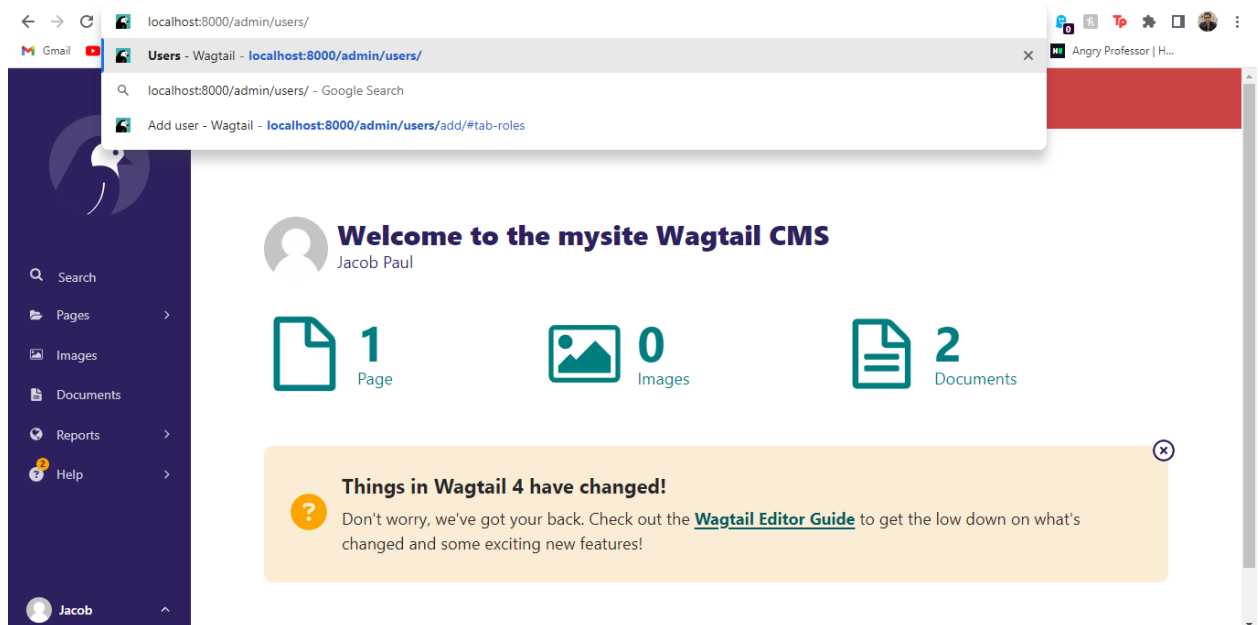 localhost:8000/admin/users/
Gmail
Users - Wagtail - localhost:8000/admin/users/
Angry Professor | H...
localhost:8000/admin/users/ - Google Search
Add user - Wagtail - localhost:8000/admin/users/add/#tab-roles
0
Tp
Welcome to the mysite Wagtail CMS
Jacob Paul
Search
Pages
Images
Documents
Reports
2
Help
1
Page
0
Images
2
Documents
Things in Wagtail 4 have changed!
Don't worry, we've got your back. Check out the Wagtail Editor Guide to get the low down on what's
changed and some exciting new features!
Jacob